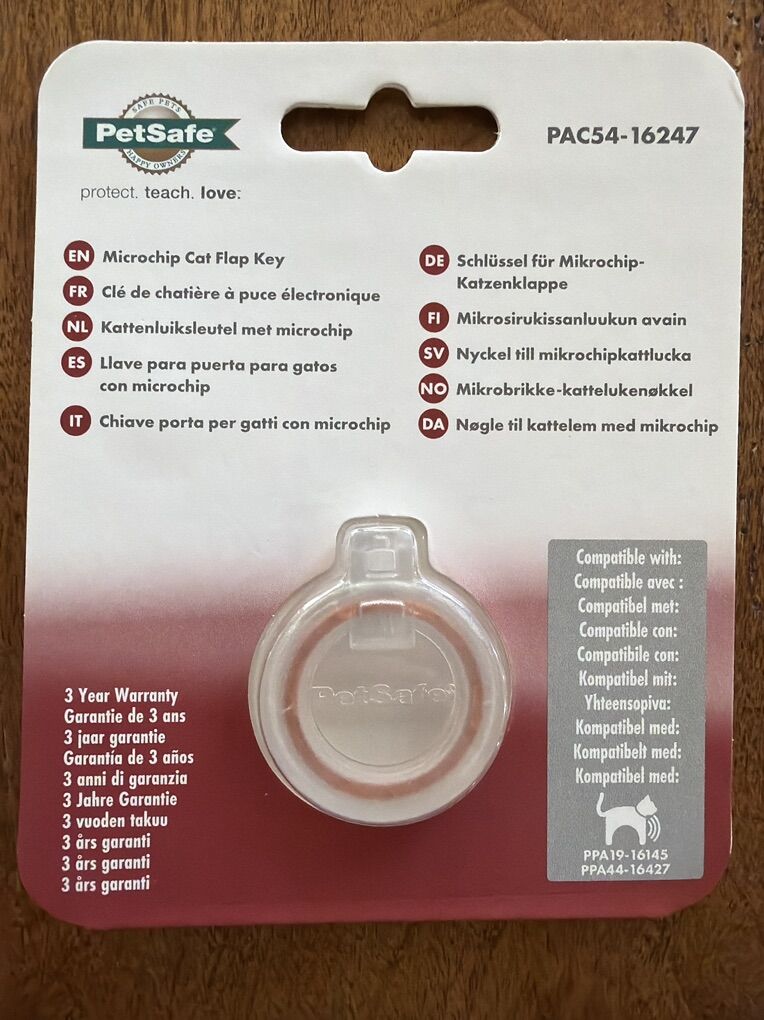 SAFE PETS
PetSafe®
HAPPY OWNERS
protect. teach. love.
PAC54-16247
EN Microchip Cat Flap Key
FR Clé de chatière à puce électronique
NL Kattenluiksleutel met microchip
ES Llave para puerta para gatos
con microchip
IT Chiave porta per gatti con microchip
DE Schlüssel für Mikrochip-
Katzenklappe
FI Mikrosirukissanluukun avain
SV Nyckel till mikrochipkattlucka
NO Mikrobrikke-kattelukenøkkel
DA Nøgle til kattelem med mikrochip
PetSafe®
3 Year Warranty
Garantie de 3 ans
3 jaar garantie
Garantía de 3 años
3 anni di garanzia
3 Jahre Garantie
3 vuoden takuu
3 års garanti
3 års garanti
3 års garanti
Compatible with:
Compatible avec :
Compatibel met:
Compatible con:
Compatibile con:
Kompatibel mit:
Yhteensopiva:
Kompatibel med:
Kompatibelt med:
Kompatibel med:
PPA19-16145
PPA44-16427